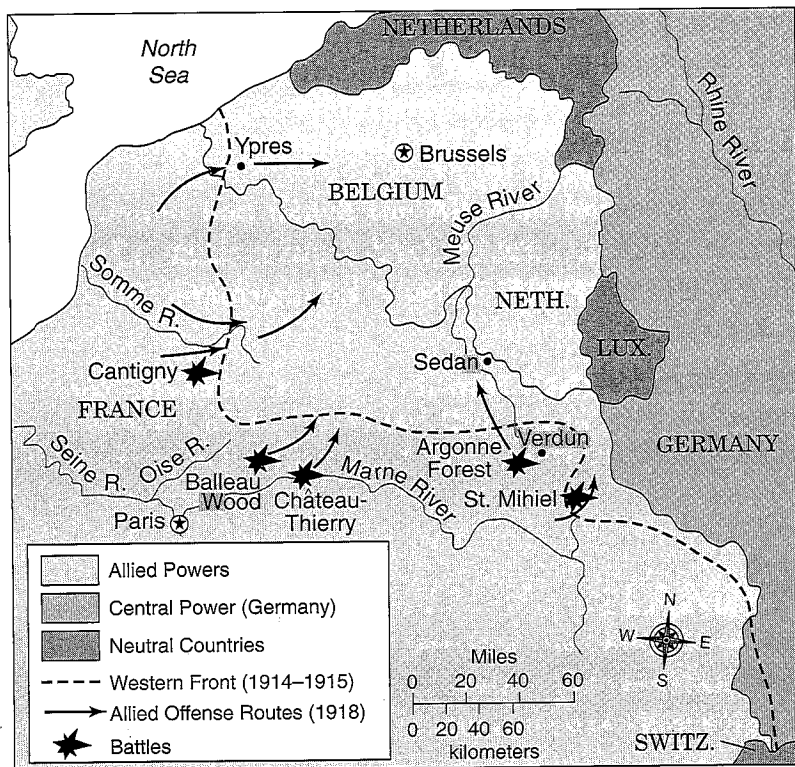 NETHERLANDS
North
Sea
Rhine River
Ypres
Brussels
BELGIUM
Meuse River
Somme R.
NETH.
LUX.
Sedan
Cantigny
FRANCE
GERMANY
Argonne
Forest
Verdun
Seine R.
Oise R.
Balleau
Wood
Château-
Thierry
Marne River
St. Mihiel
Paris
Allied Powers
Central Power (Germany)
Neutral Countries
Western Front (1914–1915)
Allied Offense Routes (1918)
Battles
N
W E
S
Miles
0 20 40 60
0 20 40 60
kilometers
SWITZ.